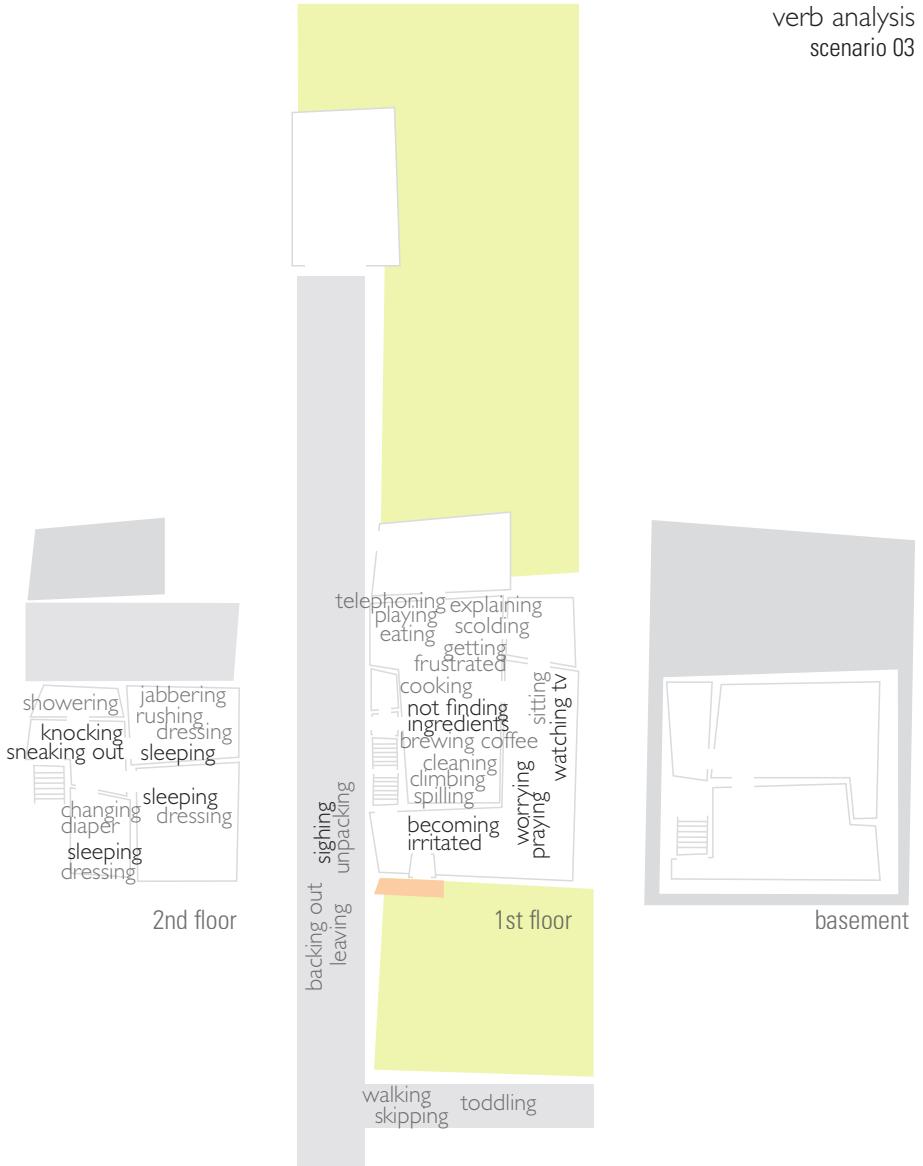 verb analysis
scenario 03
showering
jabbering
rushing
dressing
knocking
sneaking out
sleeping
sleeping
dressing
changing
diaper
sleeping
dressing
2nd floor
sighing
unpacking
backing out
leaving
telephoning
playing
eating
explaining
scolding
getting
frustrated
cooking
not finding
ingredients
brewing coffee
cleaning
climbing
spilling
becoming
irritated
sitting
watching tv
worrying
praying
1st floor
basement
walking
skipping
toddling